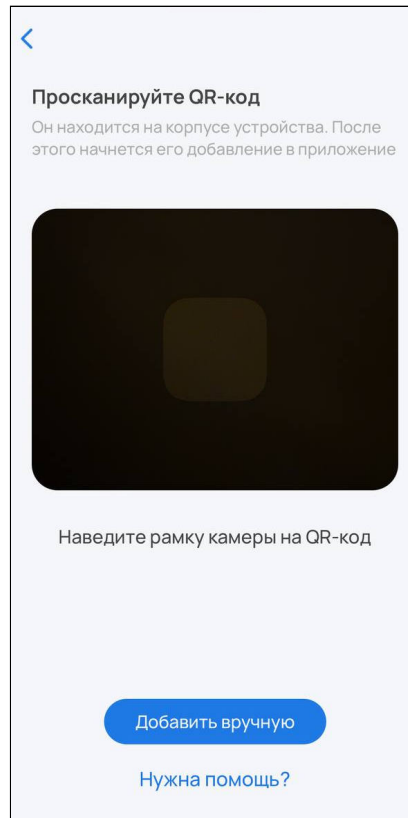 Просканируйте QR-код
Он находится на корпусе устройства. После
этого начнется его добавление в приложение
Наведите рамку камеры на QR-код
Добавить вручную
Нужна помощь?